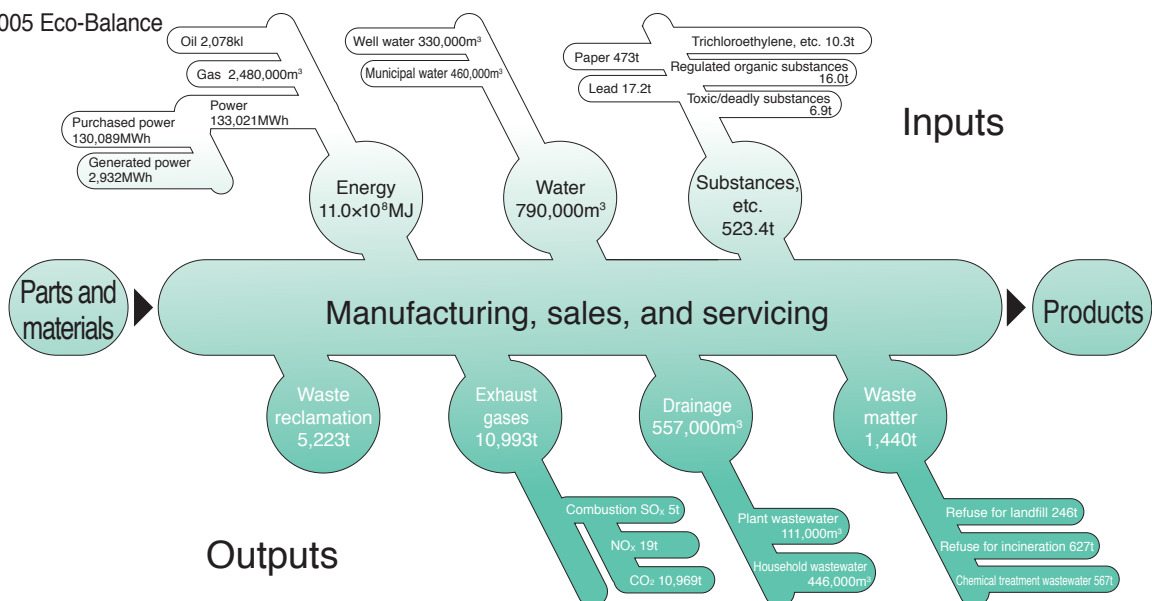 005 Eco-Balance
Oil 2,078kl
Gas 2,480,000m³
Power
133,021MWh
Purchased power
130,089MWh
Generated power
2,932MWh
Energy
11.0×10⁸MJ
Well water 330,000m³
Municipal water 460,000m³
Water
790,000m³
Paper 473t
Lead 17.2t
Trichloroethylene, etc. 10.3t
Regulated organic substances
16.0t
Toxic/deadly substances
6.9t
Substances,
etc.
523.4t
Inputs
Parts and
materials
Manufacturing, sales, and servicing
Products
Waste
reclamation
5,223t
Exhaust
gases
10,993t
Drainage
557,000m³
Waste
matter
1,440t
Combustion SOx 5t
NOx 19t
CO₂ 10,969t
Plant wastewater
111,000m³
Household wastewater
446,000m³
Refuse for landfill 246t
Refuse for incineration 627t
Chemical treatment wastewater 567t
Outputs